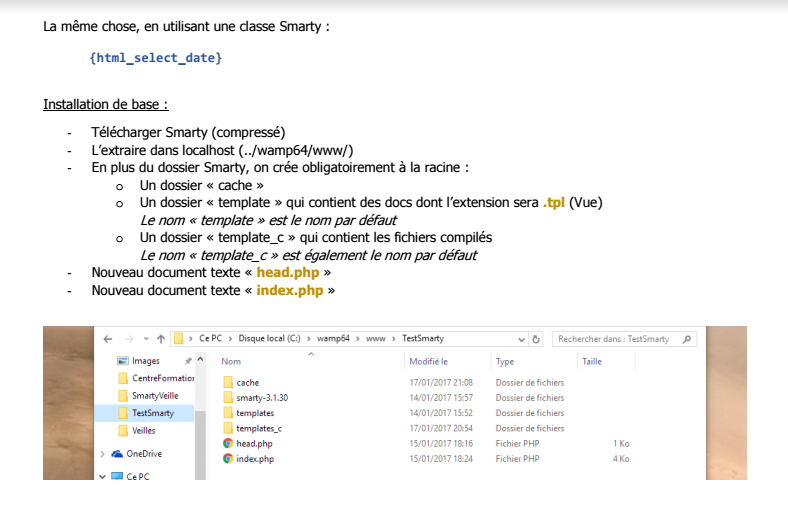 La même chose, en utilisant une classe Smarty :
{html_select_date}
Installation de base :
- Télécharger Smarty (compressé)
- L'extraire dans localhost (../wamp64/www/)
- En plus du dossier Smarty, on crée obligatoirement à la racine :
o Un dossier « cache »
o Un dossier « template » qui contient des docs dont l'extension sera .tpl (Vue)
Le nom « template » est le nom par défaut
o Un dossier « template_c » qui contient les fichiers compilés
Le nom « template_c » est également le nom par défaut
- Nouveau document texte « head.php »
- Nouveau document texte « index.php »
Ce PC > Disque local (C:) > wamp64 > www > TestSmarty
Rechercher dans : TestSmarty
Images
CentreFormation
SmartyVeille
TestSmarty
Veilles
OneDrive
Ce PC
Nom Modifié le Type Taille
cache 17/01/2017 21:08 Dossier de fichiers
smarty-3.1.30 14/01/2017 15:57 Dossier de fichiers
templates 14/01/2017 15:52 Dossier de fichiers
templates_c 17/01/2017 20:54 Dossier de fichiers
head.php 15/01/2017 18:16 Fichier PHP 1 Ko
index.php 15/01/2017 18:24 Fichier PHP 4 Ko